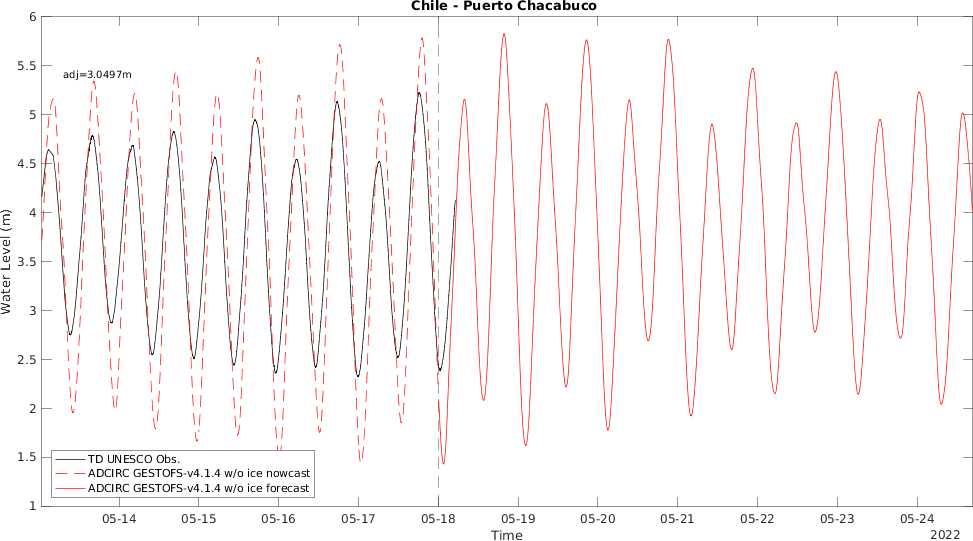 Chile - Puerto Chacabuco
adj=3.0497m
6
5.5
5
4.5
4
3.5
3
2.5
2
1.5
1
Water Level (m)
TD UNESCO Obs.
ADCIRC GESTOFS-v4.1.4 w/o ice nowcast
ADCIRC GESTOFS-v4.1.4 w/o ice forecast
05-14 05-15 05-16 05-17 05-18 05-19 05-20 05-21 05-22 05-23 05-24
Time
2022